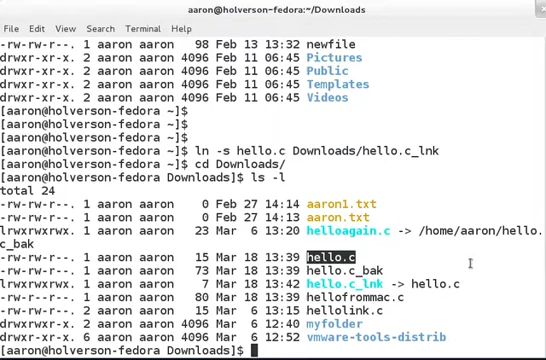 aaron@holverson-fedora:~/Downloads
File Edit View Search Terminal Help
-rw-rw-r--. 1 aaron aaron   98 Feb 13 13:32 newfile
drwxr-xr-x. 2 aaron aaron 4096 Feb 11 06:45 Pictures
drwxr-xr-x. 2 aaron aaron 4096 Feb 11 06:45 Public
drwxr-xr-x. 2 aaron aaron 4096 Feb 11 06:45 Templates
drwxr-xr-x. 2 aaron aaron 4096 Feb 11 06:45 Videos
[aaron@holverson-fedora ~]$
[aaron@holverson-fedora ~]$
[aaron@holverson-fedora ~]$
[aaron@holverson-fedora ~]$ ln -s hello.c Downloads/hello.c_lnk
[aaron@holverson-fedora ~]$ cd Downloads/
[aaron@holverson-fedora Downloads]$ ls -l
total 24
-rw-rw-r--. 1 aaron aaron    0 Feb 27 14:14 aaron1.txt
-rw-rw-r--. 1 aaron aaron    0 Feb 27 14:13 aaron.txt
lrwxrwxrwx. 1 aaron aaron   23 Mar  6 13:20 helloagain.c -> /home/aaron/hello.
c_bak
-rw-rw-r--. 1 aaron aaron   15 Mar 18 13:39 hello.c
-rw-rw-r--. 1 aaron aaron   73 Mar 18 13:39 hello.c_bak
lrwxrwxrwx. 1 aaron aaron    7 Mar 18 13:42 hello.c_lnk -> hello.c
-rw-rw-r--. 1 aaron aaron   80 Mar 18 13:39 hellofrommac.c
-rw-rw-r--. 2 aaron aaron   15 Mar  6 13:15 hellolink.c
drwxrwxr-x. 2 aaron aaron 4096 Mar  6 12:40 myfolder
drwxrwxr-x. 6 aaron aaron 4096 Mar  6 12:52 vmware-tools-distrib
[aaron@holverson-fedora Downloads]$